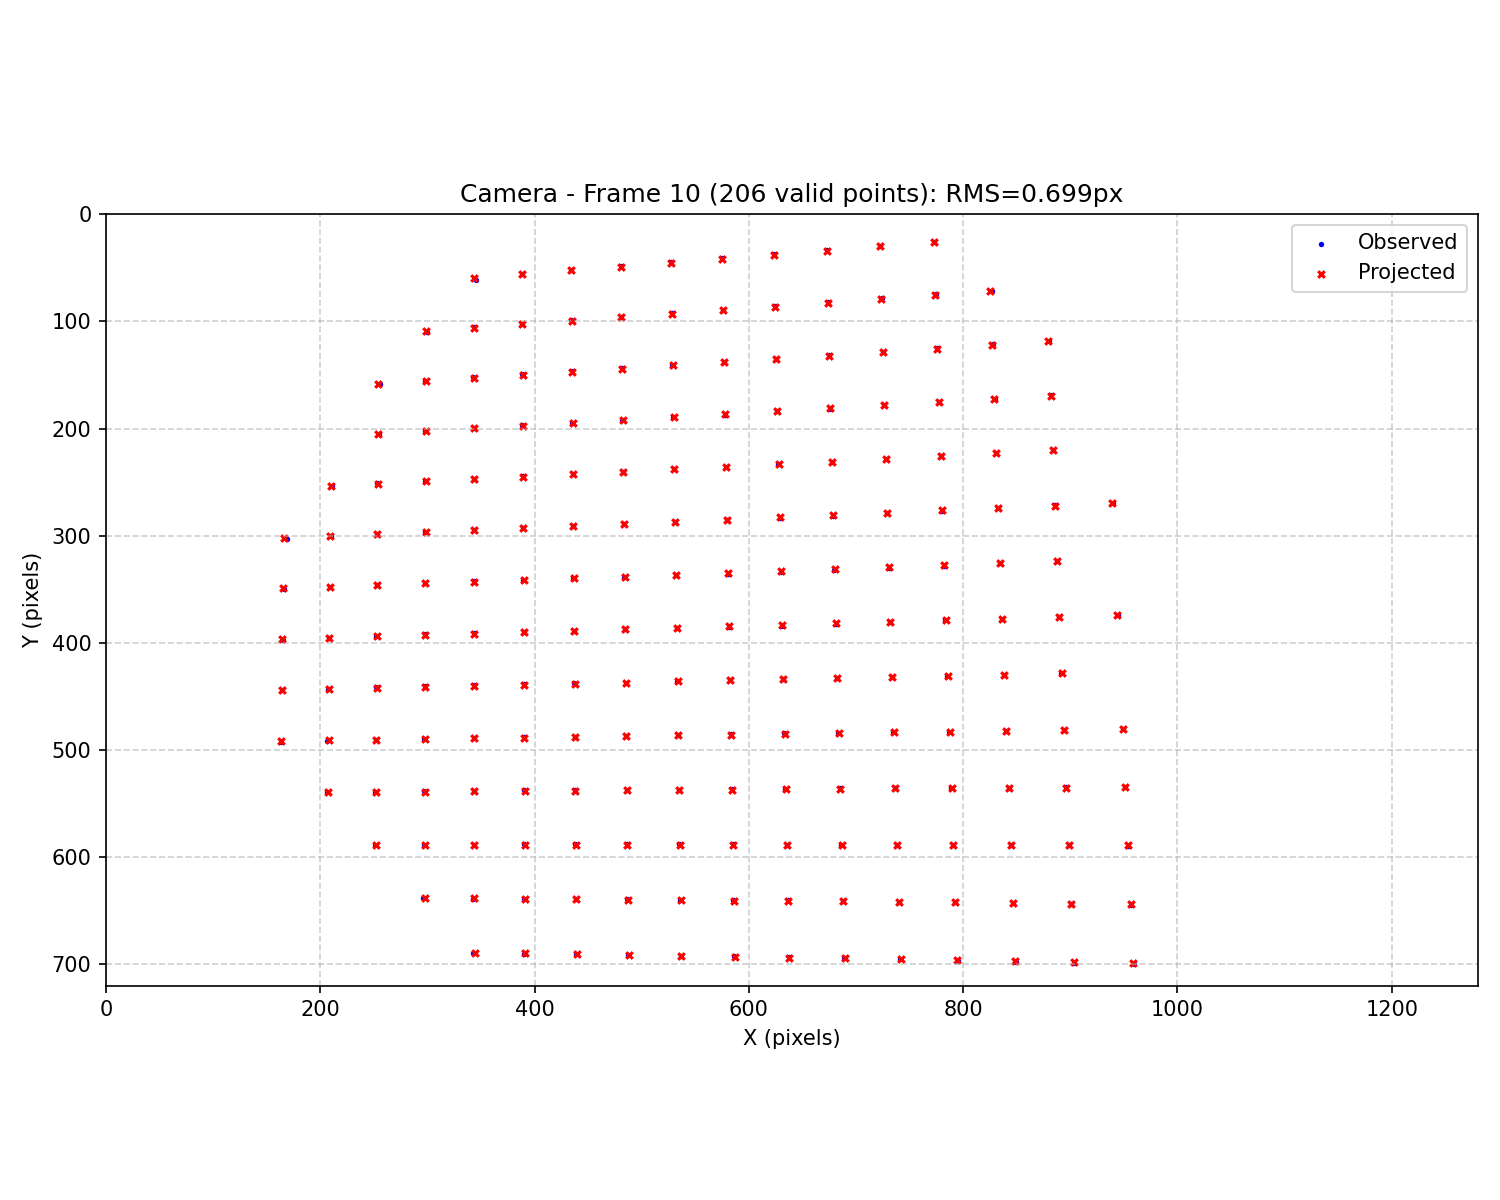 Camera - Frame 10 (206 valid points): RMS=0.699px
Observed
Projected
0
100
200
300
400
500
600
700
Y (pixels)
0 200 400 600 800 1000 1200
X (pixels)